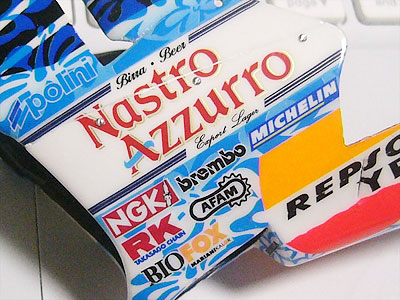 polini
Birra · Beer
Nastro
Azzurro
Export Lager
MICHELIN
NGK
brembo
AFAM
RK
TAKASAGO CHAIN
BIO FOX
REPSO